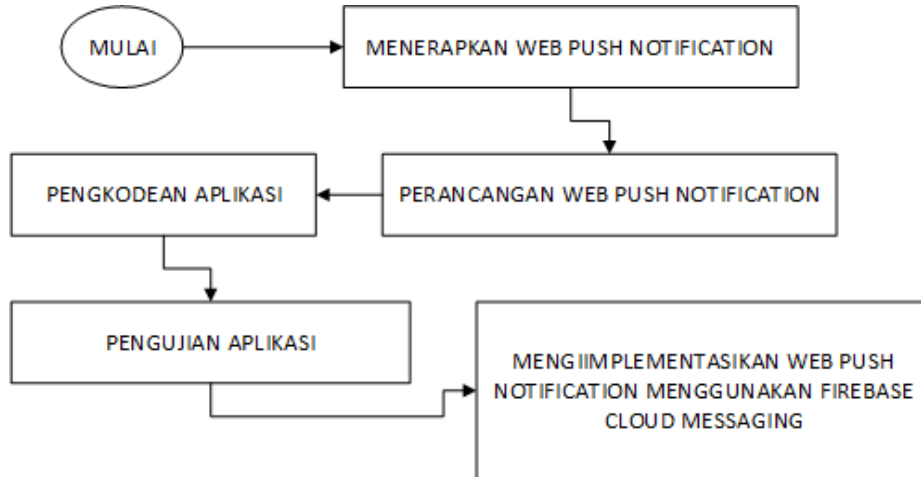 MULAI
MENERAPKAN WEB PUSH NOTIFICATION
PENGKODEAN APLIKASI
PERANCANGAN WEB PUSH NOTIFICATION
PENGUJIAN APLIKASI
MENGIIMPLEMENTASIKAN WEB PUSH
NOTIFICATION MENGGUNAKAN FIREBASE
CLOUD MESSAGING